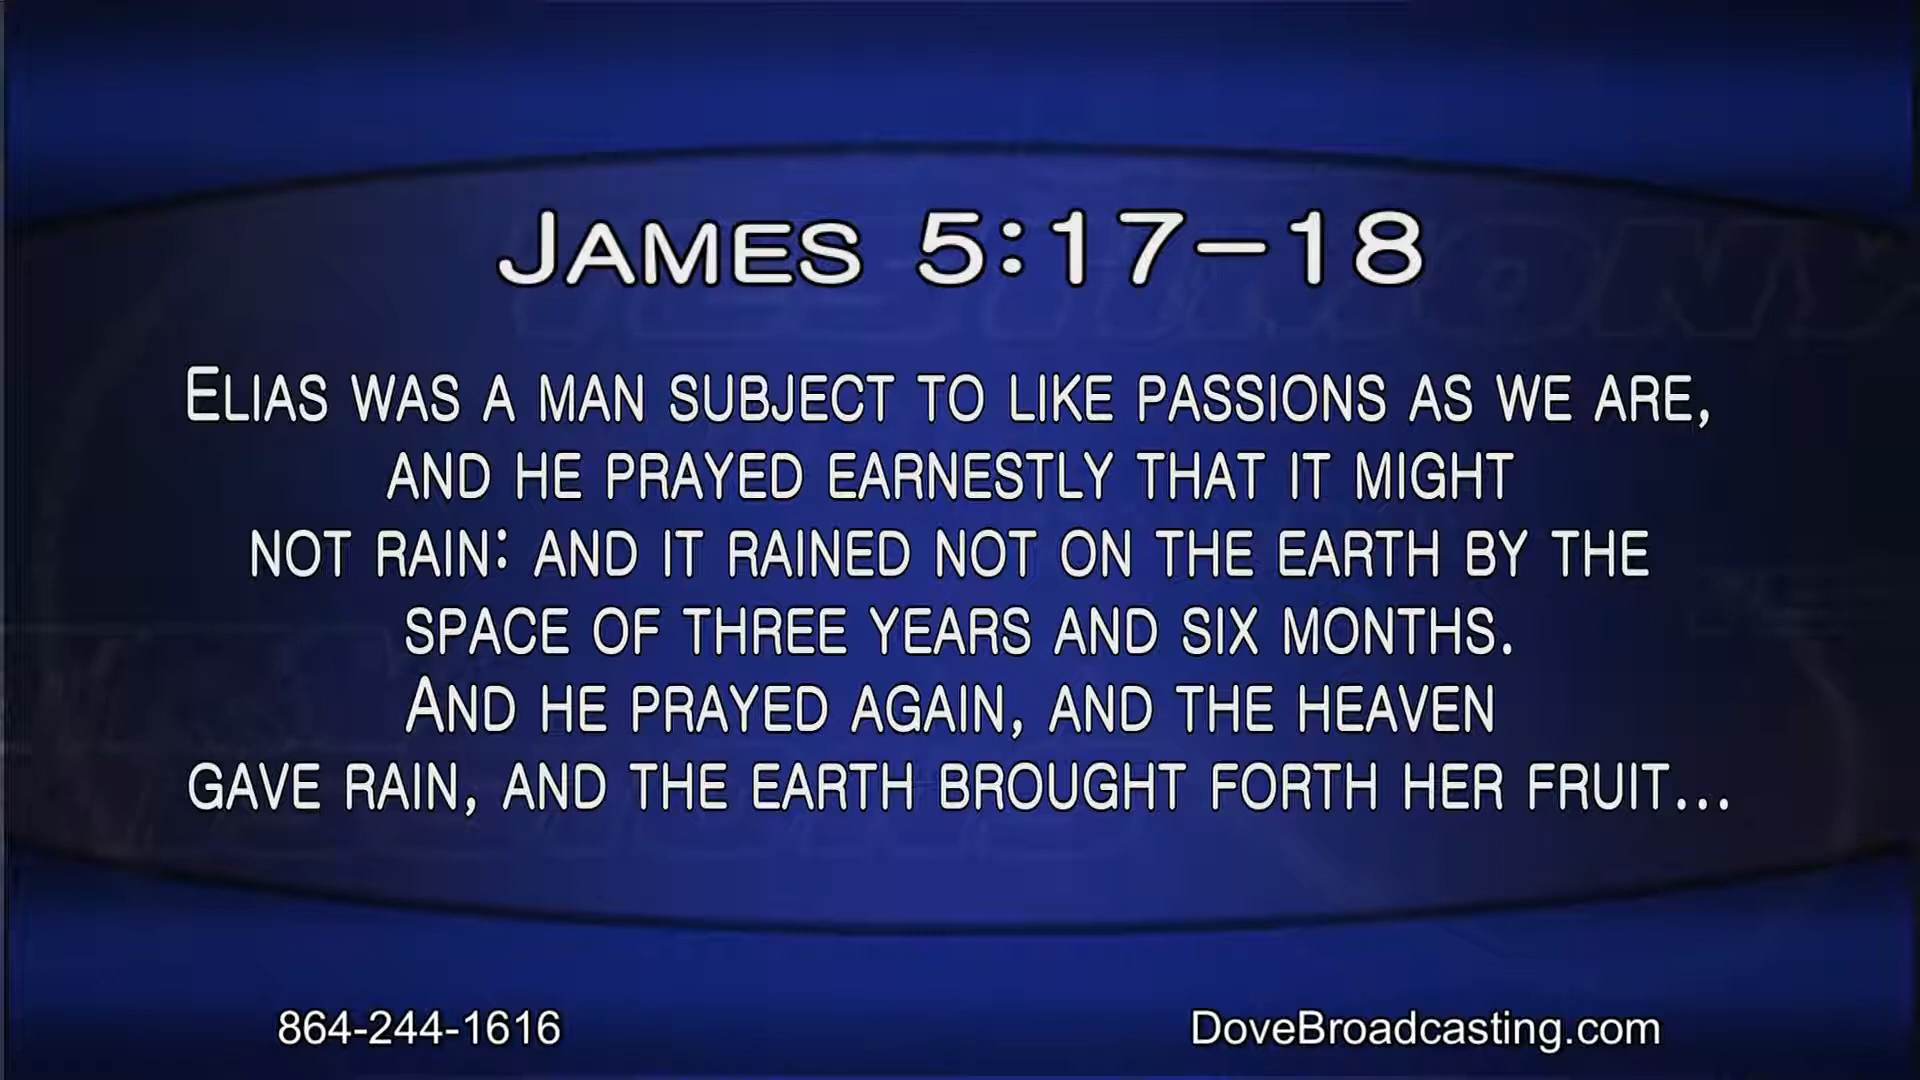 James 5:17-18
Elias was a man subject to like passions as we are,
and he prayed earnestly that it might
not rain: and it rained not on the earth by the
space of three years and six months.
And he prayed again, and the heaven
gave rain, and the earth brought forth her fruit...
864-244-1616
DoveBroadcasting.com